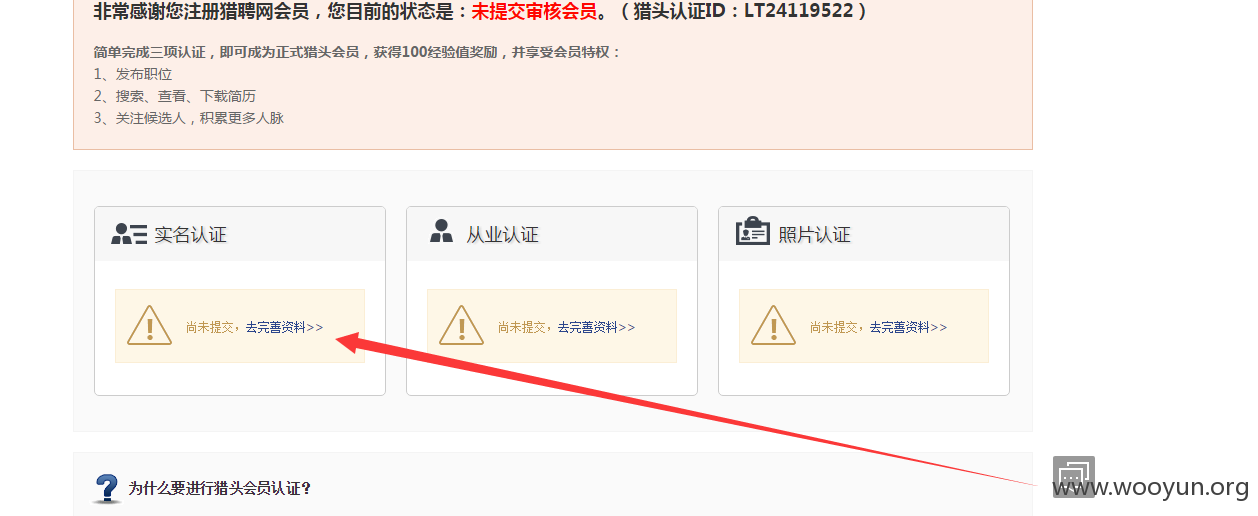 非常感谢您注册猎聘网会员，您目前的状态是：未提交审核会员。（猎头认证ID：LT24119522）
简单完成三项认证，即可成为正式猎头会员，获得100经验值奖励，并享受会员特权：
1、发布职位
2、搜索、查看、下载简历
3、关注候选人，积累更多人脉
实名认证
从业认证
照片认证
尚未提交，去完善资料>>
尚未提交，去完善资料>>
尚未提交，去完善资料>>
为什么要进行猎头会员认证?
www.wooyun.org